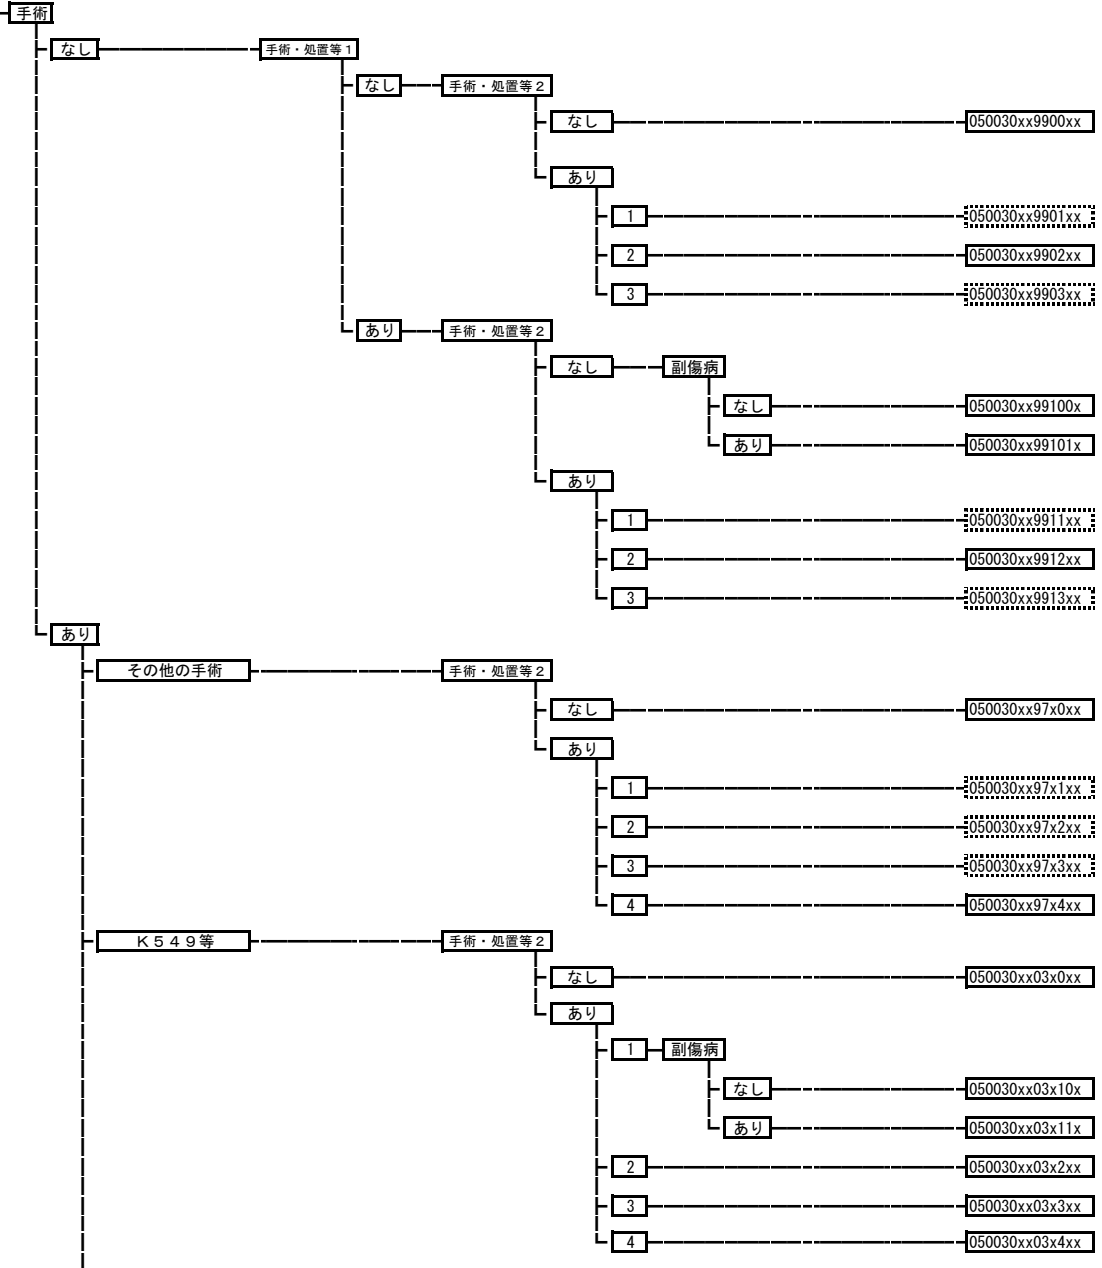 手術
なし 手術・処置等１
なし 手術・処置等２
なし 050030xx9900xx
あり
1 050030xx9901xx
2 050030xx9902xx
3 050030xx9903xx
あり 手術・処置等２
なし 副傷病
なし 050030xx99100x
あり 050030xx99101x
あり
1 050030xx9911xx
2 050030xx9912xx
3 050030xx9913xx
あり
その他の手術 手術・処置等２
なし 050030xx97x0xx
あり
1 050030xx97x1xx
2 050030xx97x2xx
3 050030xx97x3xx
4 050030xx97x4xx
Ｋ５４９等 手術・処置等２
なし 050030xx03x0xx
あり
1 副傷病
なし 050030xx03x10x
あり 050030xx03x11x
2 050030xx03x2xx
3 050030xx03x3xx
4 050030xx03x4xx